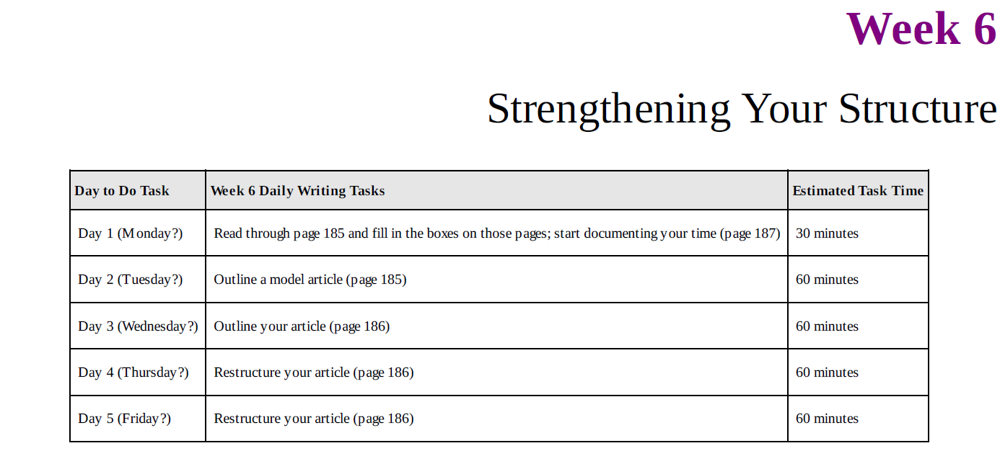 Week 6
Strengthening Your Structure
Day to Do Task Week 6 Daily Writing Tasks Estimated Task Time
Day 1 (Monday?) Read through page 185 and fill in the boxes on those pages; start documenting your time (page 187) 30 minutes
Day 2 (Tuesday?) Outline a model article (page 185) 60 minutes
Day 3 (Wednesday?) Outline your article (page 186) 60 minutes
Day 4 (Thursday?) Restructure your article (page 186) 60 minutes
Day 5 (Friday?) Restructure your article (page 186) 60 minutes